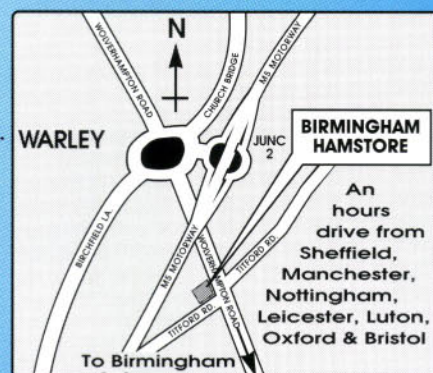 N
WOLVERHAMPTON ROAD
CHURCH BRIDGE
M5 MOTORWAY
WARLEY
JUNC
2
BIRMINGHAM
HAMSTORE
BIRCHFIELD LA.
M5 MOTORWAY
WOLVERHAMPTON ROAD
TITFORD RD
TITFORD RD
An
hours
drive from
Sheffield,
Manchester,
Nottingham,
Leicester, Luton,
Oxford & Bristol
To Birmingham